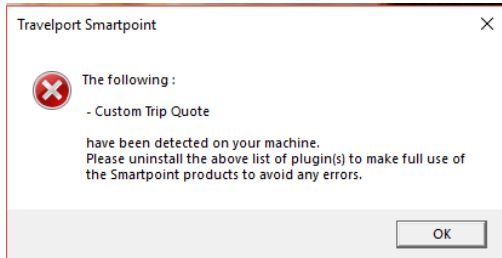 Travelport Smartpoint
The following :
- Custom Trip Quote
have been detected on your machine.
Please uninstall the above list of plugin(s) to make full use of
the Smartpoint products to avoid any errors.
OK